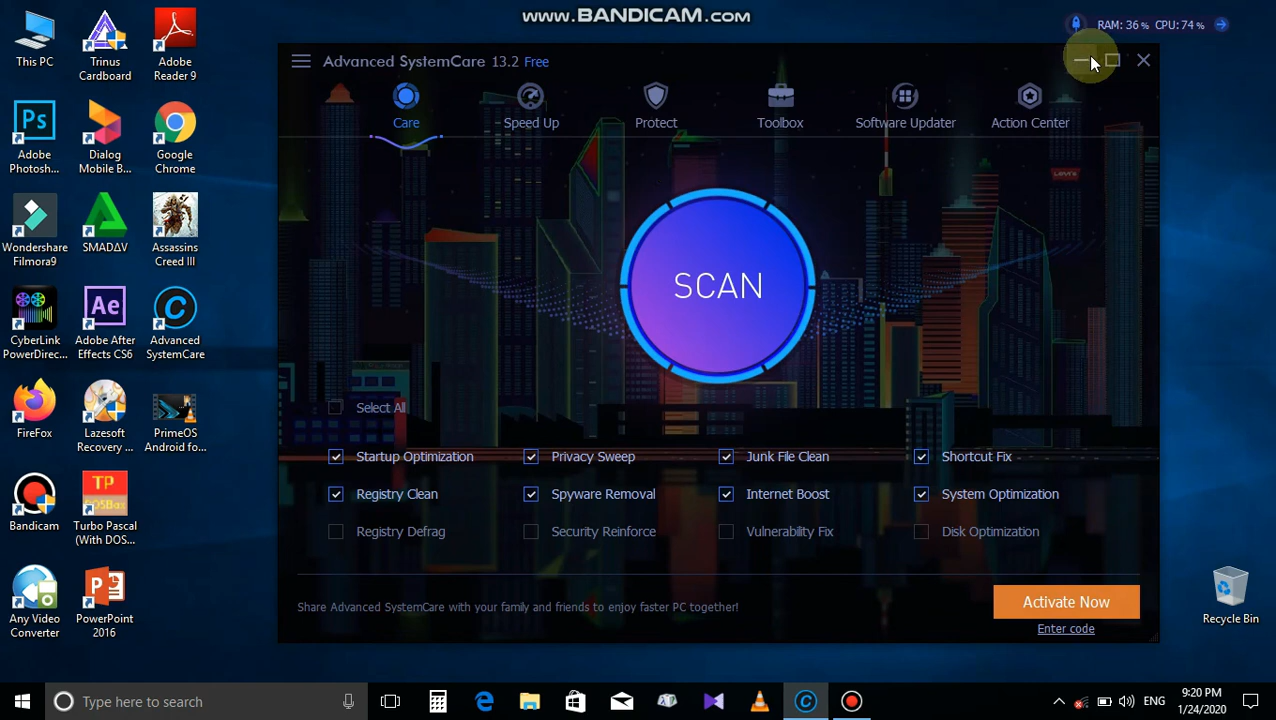 www.BANDICAM.com
RAM: 36 % CPU: 74 %
This PC
Trinus
Cardboard
Adobe
Reader 9
Ps
Adobe
Photosh...
Dialog
Mobile B...
Google
Chrome
Wondershare
Filmora9
SMADΔV
Assassins
Creed III
CyberLink
PowerDirec...
Ae
Adobe After
Effects CS6
Advanced
SystemCare
FireFox
Lazesoft
Recovery ...
PrimeOS
Android fo...
Bandicam
TP
DOSBox
Turbo Pascal
(With DOS...
Any Video
Converter
PowerPoint
2016
Advanced SystemCare 13.2 Free
Care
Speed Up
Protect
Toolbox
Software Updater
Action Center
Levi's
SCAN
Select All
Startup Optimization
Privacy Sweep
Junk File Clean
Shortcut Fix
Registry Clean
Spyware Removal
Internet Boost
System Optimization
Registry Defrag
Security Reinforce
Vulnerability Fix
Disk Optimization
Share Advanced SystemCare with your family and friends to enjoy faster PC together!
Activate Now
Enter code
Recycle Bin
Type here to search
ENG
9:20 PM
1/24/2020